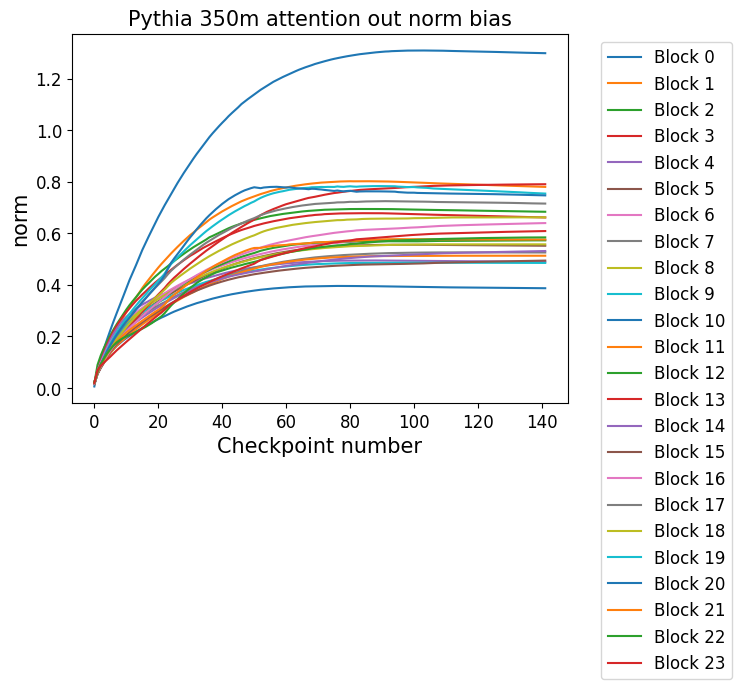 Pythia 350m attention out norm bias
norm
1.2
1.0
0.8
0.6
0.4
0.2
0.0
0 20 40 60 80 100 120 140
Checkpoint number
Block 0
Block 1
Block 2
Block 3
Block 4
Block 5
Block 6
Block 7
Block 8
Block 9
Block 10
Block 11
Block 12
Block 13
Block 14
Block 15
Block 16
Block 17
Block 18
Block 19
Block 20
Block 21
Block 22
Block 23